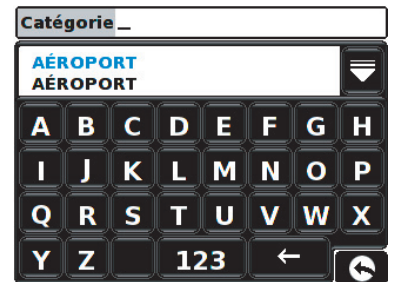 Catégorie _
AÉROPORT
AÉROPORT
A B C D E F G H
I J K L M N O P
Q R S T U V W X
Y Z 123 ←